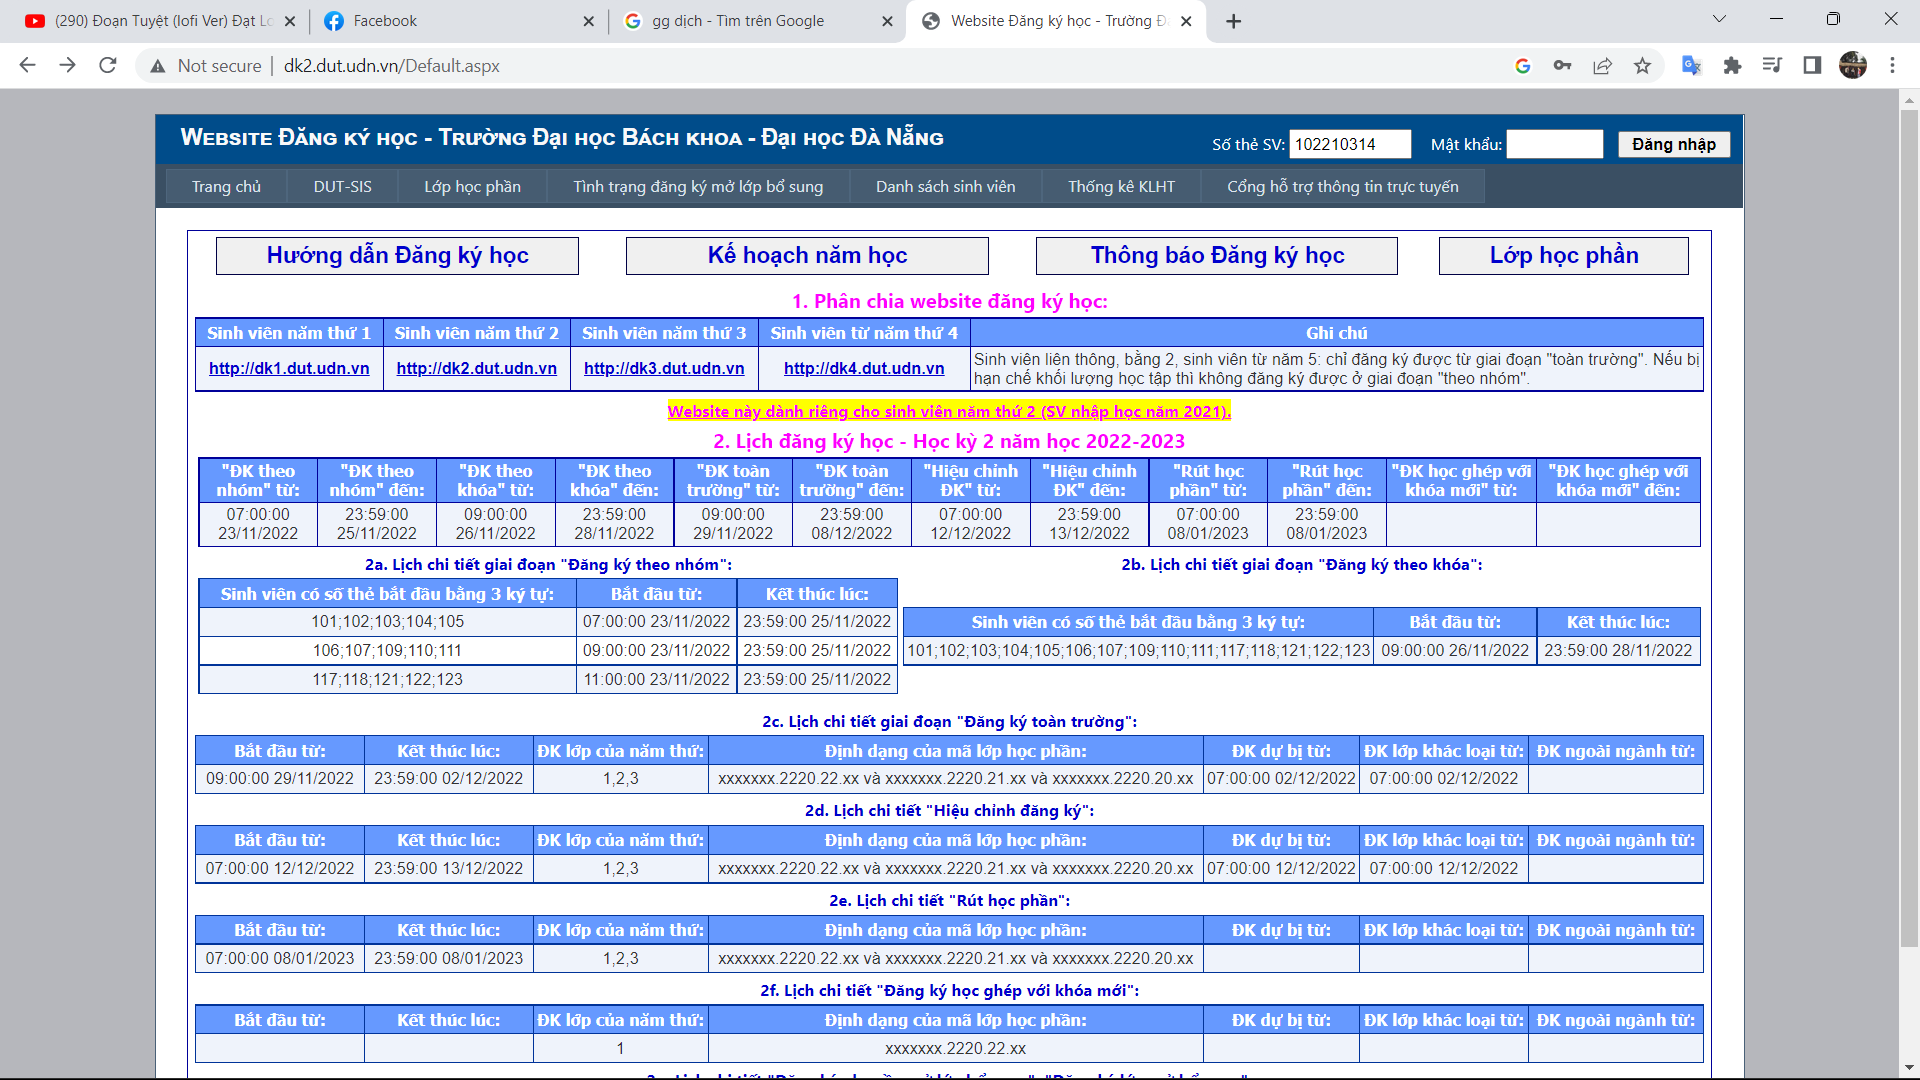 (290) Đoạn Tuyệt (lofi Ver) Đạt Lo
Facebook
gg dịch - Tìm trên Google
Website Đăng ký học - Trường Đ
Not secure | dk2.dut.udn.vn/Default.aspx
Website Đăng ký học - Trường Đại học Bách khoa - Đại học Đà Nẵng
Số thẻ SV: 102210314 Mật khẩu: Đăng nhập
Trang chủ DUT-SIS Lớp học phần Tình trạng đăng ký mở lớp bổ sung Danh sách sinh viên Thống kê KLHT Cổng hỗ trợ thông tin trực tuyến
Hướng dẫn Đăng ký học Kế hoạch năm học Thông báo Đăng ký học Lớp học phần
1. Phân chia website đăng ký học:
Sinh viên năm thứ 1 Sinh viên năm thứ 2 Sinh viên năm thứ 3 Sinh viên từ năm thứ 4 Ghi chú
http://dk1.dut.udn.vn http://dk2.dut.udn.vn http://dk3.dut.udn.vn http://dk4.dut.udn.vn Sinh viên liên thông, bằng 2, sinh viên từ năm 5: chỉ đăng ký được từ giai đoạn "toàn trường". Nếu bị
hạn chế khối lượng học tập thì không đăng ký được ở giai đoạn "theo nhóm".
Website này dành riêng cho sinh viên năm thứ 2 (SV nhập học năm 2021).
2. Lịch đăng ký học - Học kỳ 2 năm học 2022-2023
"ĐK theo "ĐK theo "ĐK theo "ĐK theo "ĐK toàn "ĐK toàn "Hiệu chỉnh "Hiệu chỉnh "Rút học "Rút học "ĐK học ghép với "ĐK học ghép với
nhóm" từ: nhóm" đến: khóa" từ: khóa" đến: trường" từ: trường" đến: ĐK" từ: ĐK" đến: phần" từ: phần" đến: khóa mới" từ: khóa mới" đến:
07:00:00 23:59:00 09:00:00 23:59:00 09:00:00 23:59:00 07:00:00 23:59:00 07:00:00 23:59:00
23/11/2022 25/11/2022 26/11/2022 28/11/2022 29/11/2022 08/12/2022 12/12/2022 13/12/2022 08/01/2023 08/01/2023
2a. Lịch chi tiết giai đoạn "Đăng ký theo nhóm":
Sinh viên có số thẻ bắt đầu bằng 3 ký tự: Bắt đầu từ: Kết thúc lúc:
101;102;103;104;105 07:00:00 23/11/2022 23:59:00 25/11/2022
106;107;109;110;111 09:00:00 23/11/2022 23:59:00 25/11/2022
117;118;121;122;123 11:00:00 23/11/2022 23:59:00 25/11/2022
2b. Lịch chi tiết giai đoạn "Đăng ký theo khóa":
Sinh viên có số thẻ bắt đầu bằng 3 ký tự: Bắt đầu từ: Kết thúc lúc:
101;102;103;104;105;106;107;109;110;111;117;118;121;122;123 09:00:00 26/11/2022 23:59:00 28/11/2022
2c. Lịch chi tiết giai đoạn "Đăng ký toàn trường":
Bắt đầu từ: Kết thúc lúc: ĐK lớp của năm thứ: Định dạng của mã lớp học phần: ĐK dự bị từ: ĐK lớp khác loại từ: ĐK ngoài ngành từ:
09:00:00 29/11/2022 23:59:00 02/12/2022 1,2,3 xxxxxxx.2220.22.xx và xxxxxxx.2220.21.xx và xxxxxxx.2220.20.xx 07:00:00 02/12/2022 07:00:00 02/12/2022
2d. Lịch chi tiết "Hiệu chỉnh đăng ký":
Bắt đầu từ: Kết thúc lúc: ĐK lớp của năm thứ: Định dạng của mã lớp học phần: ĐK dự bị từ: ĐK lớp khác loại từ: ĐK ngoài ngành từ:
07:00:00 12/12/2022 23:59:00 13/12/2022 1,2,3 xxxxxxx.2220.22.xx và xxxxxxx.2220.21.xx và xxxxxxx.2220.20.xx 07:00:00 12/12/2022 07:00:00 12/12/2022
2e. Lịch chi tiết "Rút học phần":
Bắt đầu từ: Kết thúc lúc: ĐK lớp của năm thứ: Định dạng của mã lớp học phần: ĐK dự bị từ: ĐK lớp khác loại từ: ĐK ngoài ngành từ:
07:00:00 08/01/2023 23:59:00 08/01/2023 1,2,3 xxxxxxx.2220.22.xx và xxxxxxx.2220.21.xx và xxxxxxx.2220.20.xx
2f. Lịch chi tiết "Đăng ký học ghép với khóa mới":
Bắt đầu từ: Kết thúc lúc: ĐK lớp của năm thứ: Định dạng của mã lớp học phần: ĐK dự bị từ: ĐK lớp khác loại từ: ĐK ngoài ngành từ:
1 xxxxxxx.2220.22.xx